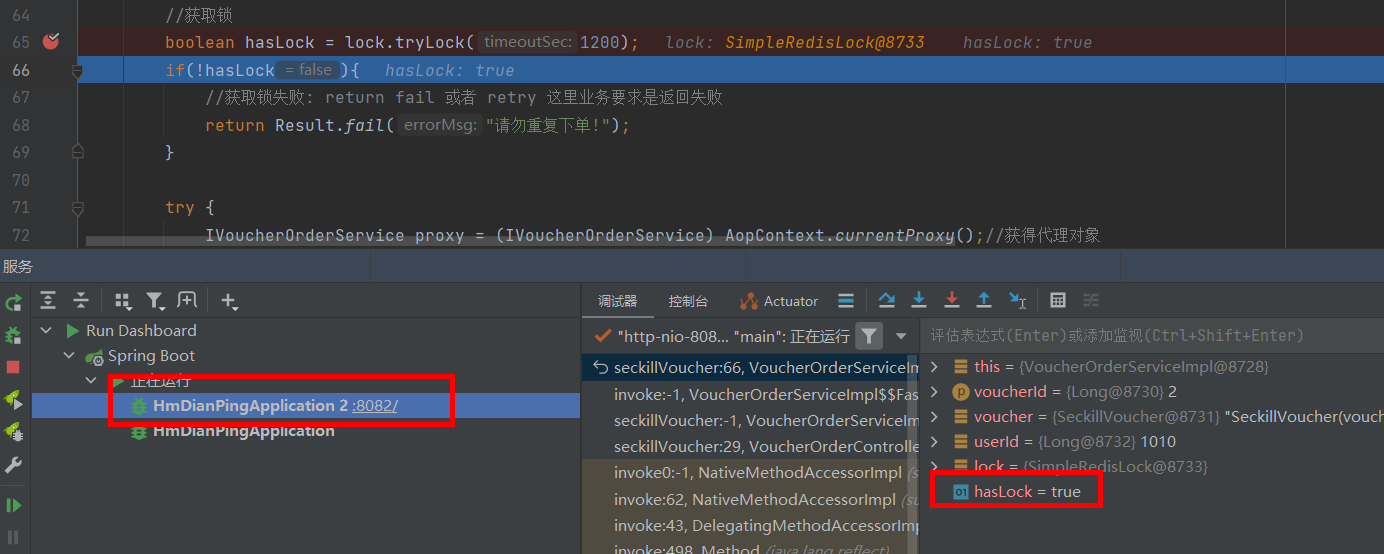 64 //获取锁
65 boolean hasLock = lock.tryLock( timeoutSec: 1200); lock: SimpleRedisLock@8733 hasLock: true
66 if(!hasLock = false ){ hasLock: true
67 //获取锁失败: return fail 或者 retry 这里业务要求是返回失败
68 return Result.fail( errorMsg: "请勿重复下单!");
69 }
70
71 try {
72 IVoucherOrderService proxy = (IVoucherOrderService) AopContext.currentProxy();//获得代理对象
服务
调试器 控制台 Actuator
Run Dashboard
Spring Boot
正在运行
HmDianPingApplication 2 :8082/
HmDianPingApplication
"http-nio-808... "main": 正在运行
seckillVoucher:66, VoucherOrderServiceImpl
invoke:-1, VoucherOrderServiceImpl$$Fas
seckillVoucher:-1, VoucherOrderServiceImp
seckillVoucher:29, VoucherOrderControlle
invoke0:-1, NativeMethodAccessorImpl (su
invoke:62, NativeMethodAccessorImpl (su
invoke:43, DelegatingMethodAccessorImp
invoke:498, Method (java.lang.reflect)
评估表达式(Enter)或添加监视(Ctrl+Shift+Enter)
this = {VoucherOrderServiceImpl@8728}
voucherId = {Long@8730} 2
voucher = {SeckillVoucher@8731} "SeckillVoucher(vouch
userId = {Long@8732} 1010
lock = {SimpleRedisLock@8733}
hasLock = true